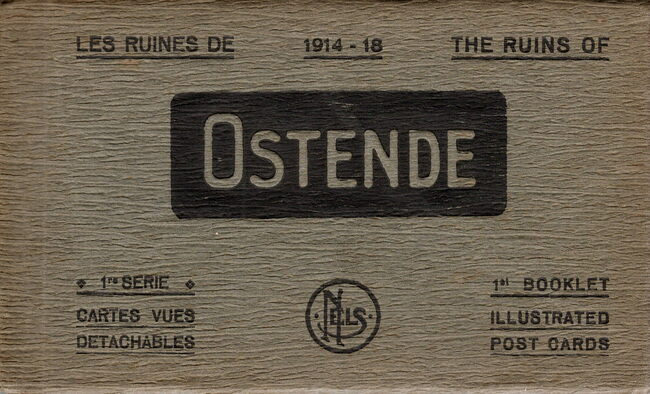 LES RUINES DE 1914-18 THE RUINS OF
OSTENDE
1re SERIE
CARTES VUES
DETACHABLES
NELS
1st BOOKLET
ILLUSTRATED
POST CARDS